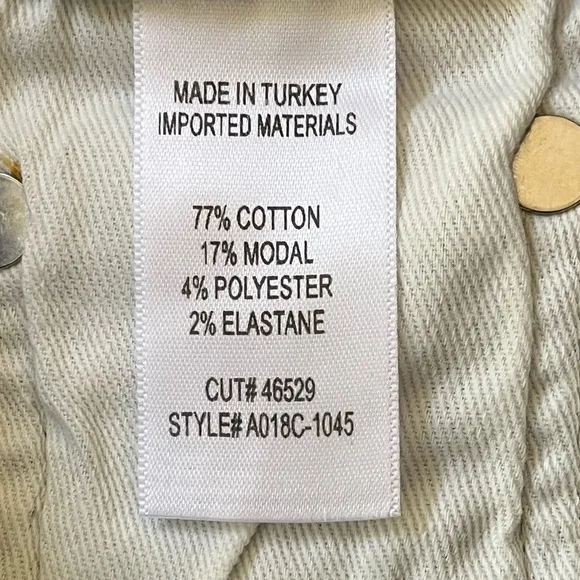 MADE IN TURKEY
IMPORTED MATERIALS
77% COTTON
17% MODAL
4% POLYESTER
2% ELASTANE
CUT# 46529
STYLE# A018C-1045